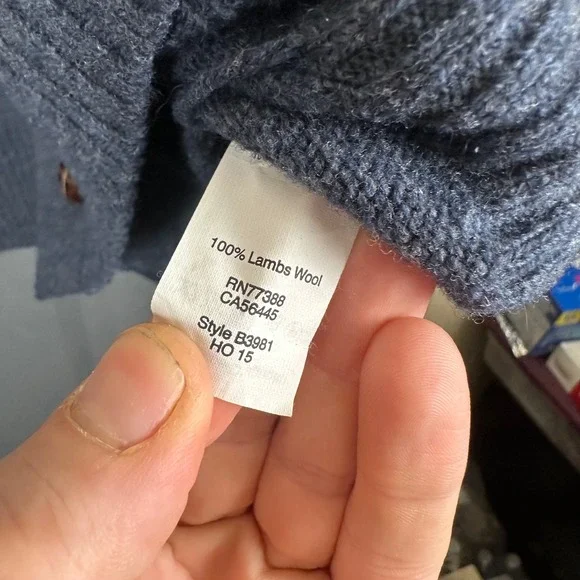 100% Lambs Wool
RN77388
CA56445
Style B3981
HO 15